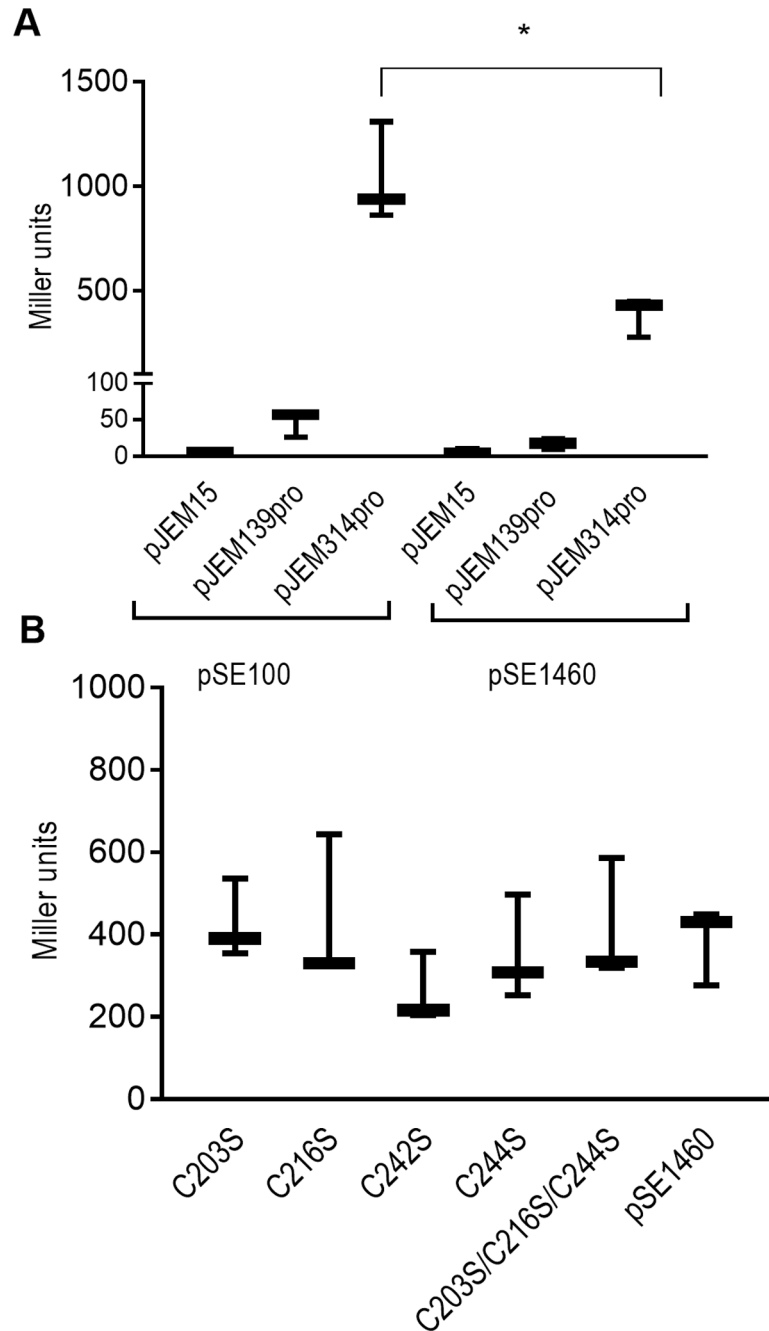 A
*
1500
1000
500
100
50
0
Miller units
pJEM15
pJEM139pro
pJEM314pro
pJEM15
pJEM139pro
pJEM314pro
pSE100
pSE1460
B
1000
800
600
400
200
0
Miller units
C203S
C216S
C242S
C244S
C203S/C216S/C244S
pSE1460